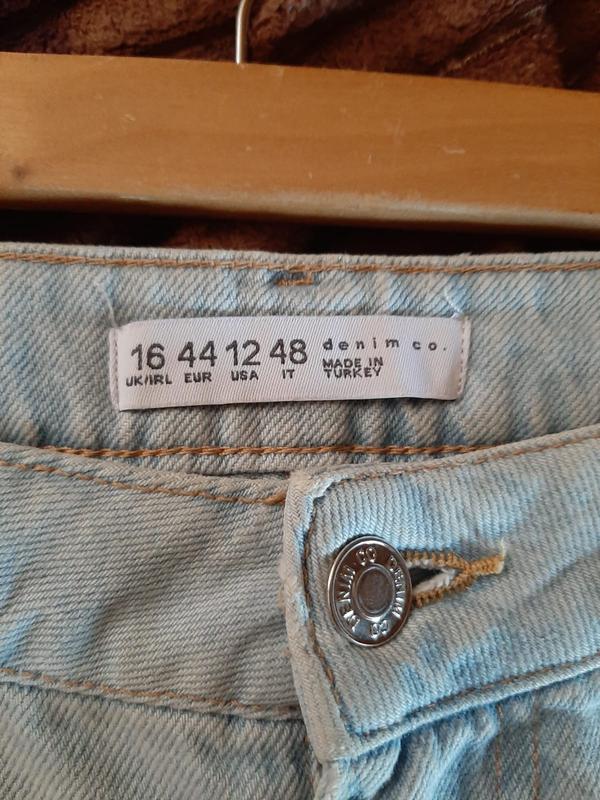 16 44 12 48 denim co.
UK/IRL EUR USA IT MADE IN
TURKEY
DENIM CO DENIM CO